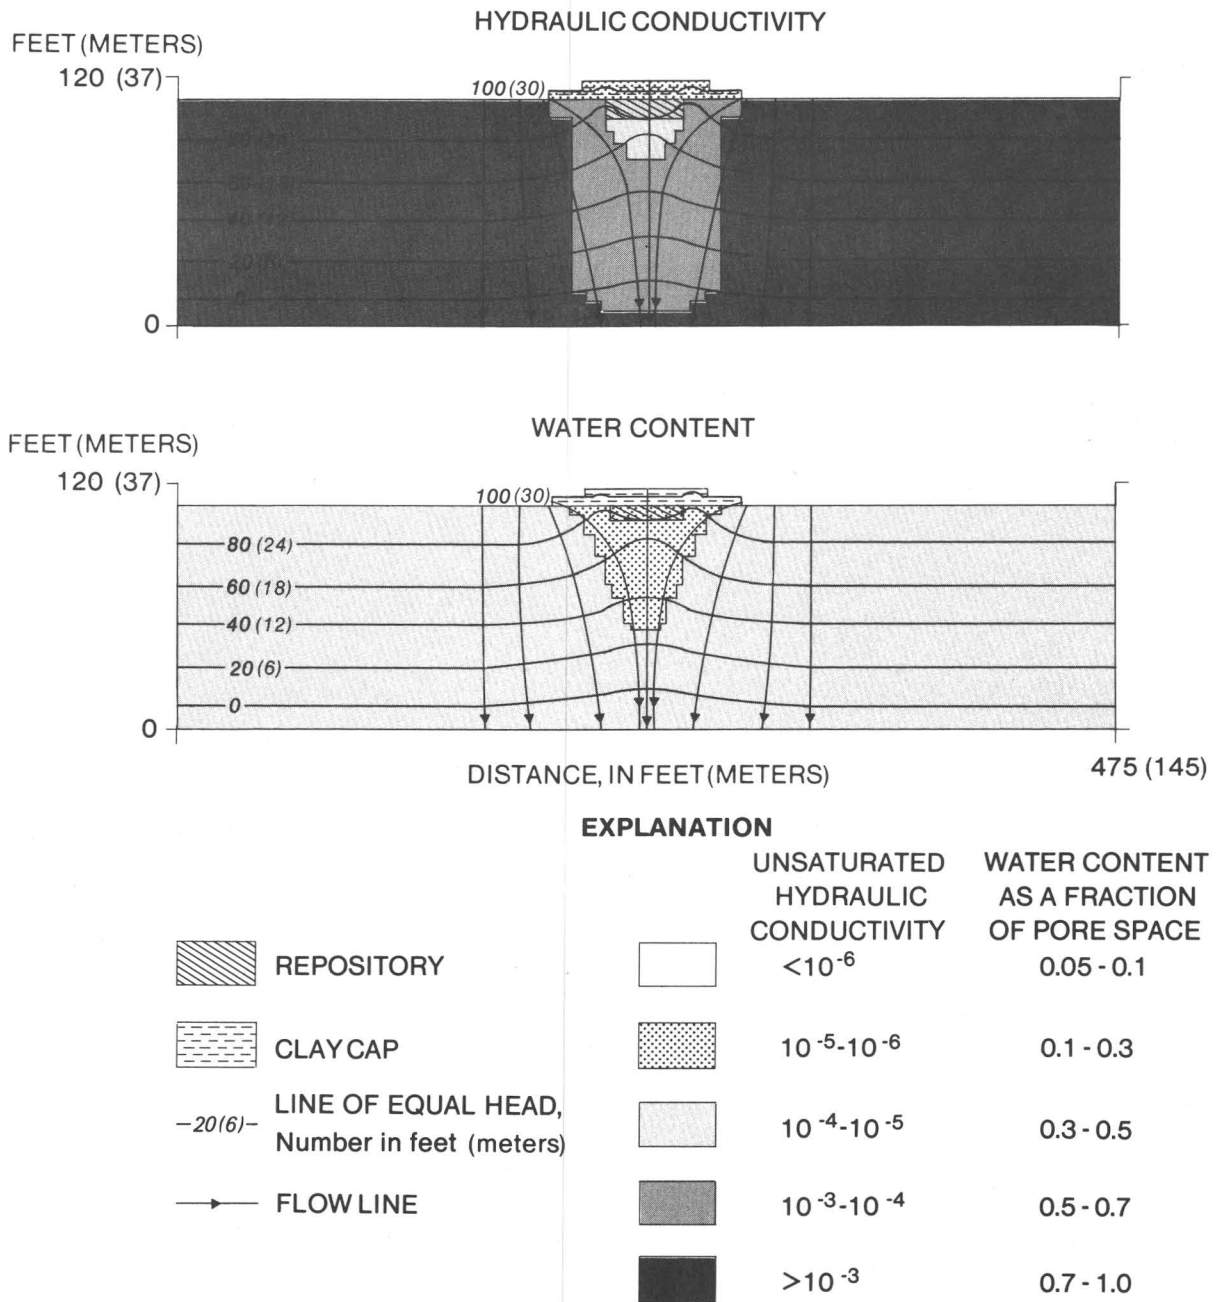 HYDRAULIC CONDUCTIVITY
FEET (METERS)
120 (37)
100 (30)
0
WATER CONTENT
FEET (METERS)
120 (37)
100 (30)
80 (24)
60 (18)
40 (12)
20 (6)
0
0
DISTANCE, IN FEET (METERS)
475 (145)
EXPLANATION
UNSATURATED HYDRAULIC CONDUCTIVITY
WATER CONTENT AS A FRACTION OF PORE SPACE
REPOSITORY
<10⁻⁶
0.05 - 0.1
CLAY CAP
10⁻⁵-10⁻⁶
0.1 - 0.3
—20(6)—
LINE OF EQUAL HEAD,
Number in feet (meters)
10⁻⁴-10⁻⁵
0.3 - 0.5
FLOW LINE
10⁻³-10⁻⁴
0.5 - 0.7
>10⁻³
0.7 - 1.0